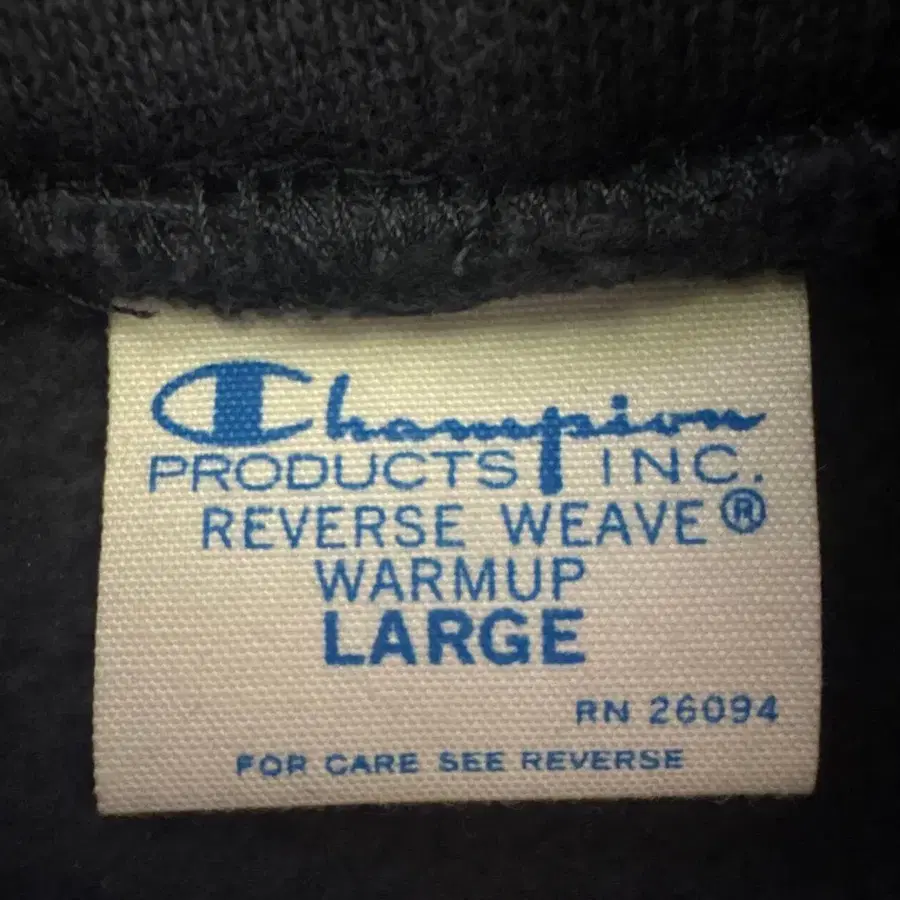 Champion
PRODUCTS INC.
REVERSE WEAVE®
WARMUP
LARGE
RN 26094
FOR CARE SEE REVERSE